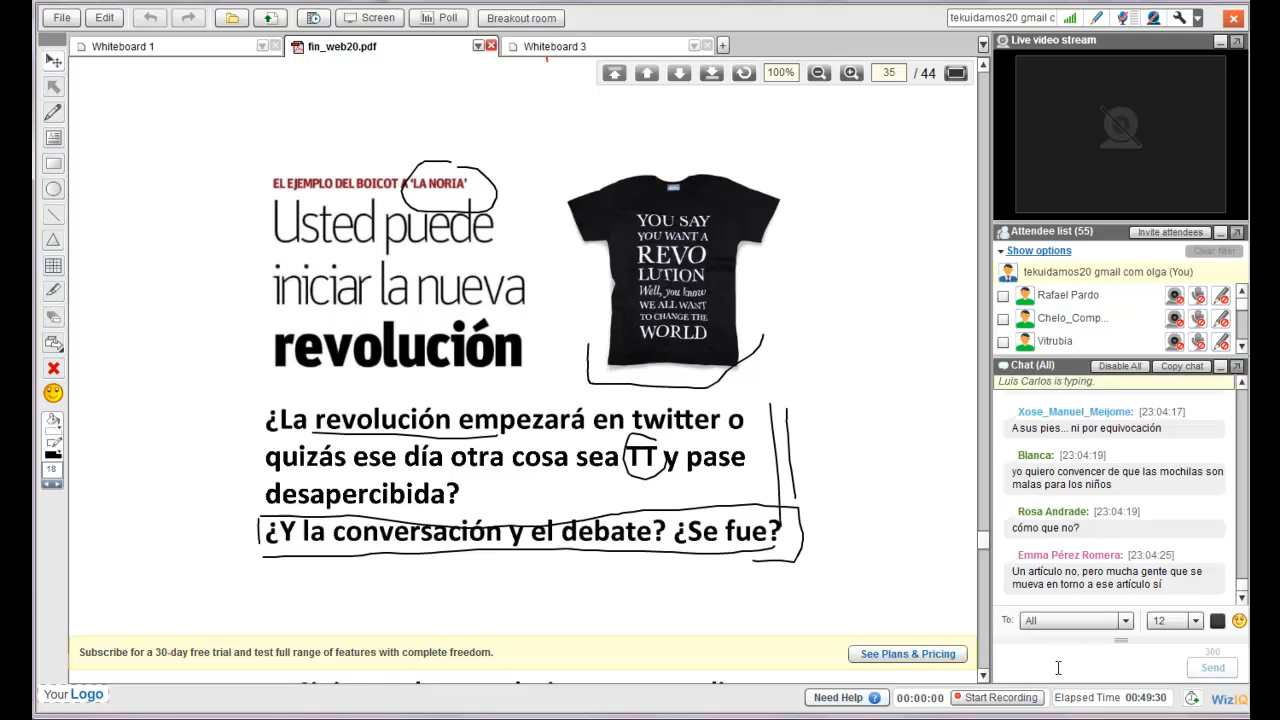 File
Edit
Screen
Poll
Breakout room
tekuidamos20 gmail c
Whiteboard 1
fin_web20.pdf
Whiteboard 3
Live video stream
100%
35
/ 44
EL EJEMPLO DEL BOICOT A 'LA NORIA'
Usted puede
iniciar la nueva
revolución
YOU SAY
YOU WANT A
REVO
LUTION
Well, you know
WE ALL WANT
TO CHANGE THE
WORLD
¿La revolución empezará en twitter o
quizás ese día otra cosa sea TT y pase
desapercibida?
¿Y la conversación y el debate? ¿Se fue?
18
Attendee list (55)
Invite attendees
Show options
Clear filter
tekuidamos20 gmail com olga (You)
Rafael Pardo
Chelo_Comp...
Vitrubia
Chat (All)
Disable All
Copy chat
Luis Carlos is typing.
Xose_Manuel_Meijome: [23:04:17]
A sus pies... ni por equivocación
Blanca: [23:04:19]
yo quiero convencer de que las mochilas son
malas para los niños
Rosa Andrade: [23:04:19]
cómo que no?
Emma Pérez Romera: [23:04:25]
Un artículo no, pero mucha gente que se
mueva en torno a ese artículo sí
To:
All
12
300
Send
Subscribe for a 30-day free trial and test full range of features with complete freedom.
See Plans & Pricing
Your Logo
Need Help ?
00:00:00
Start Recording
Elapsed Time 00:49:30
WizIQ